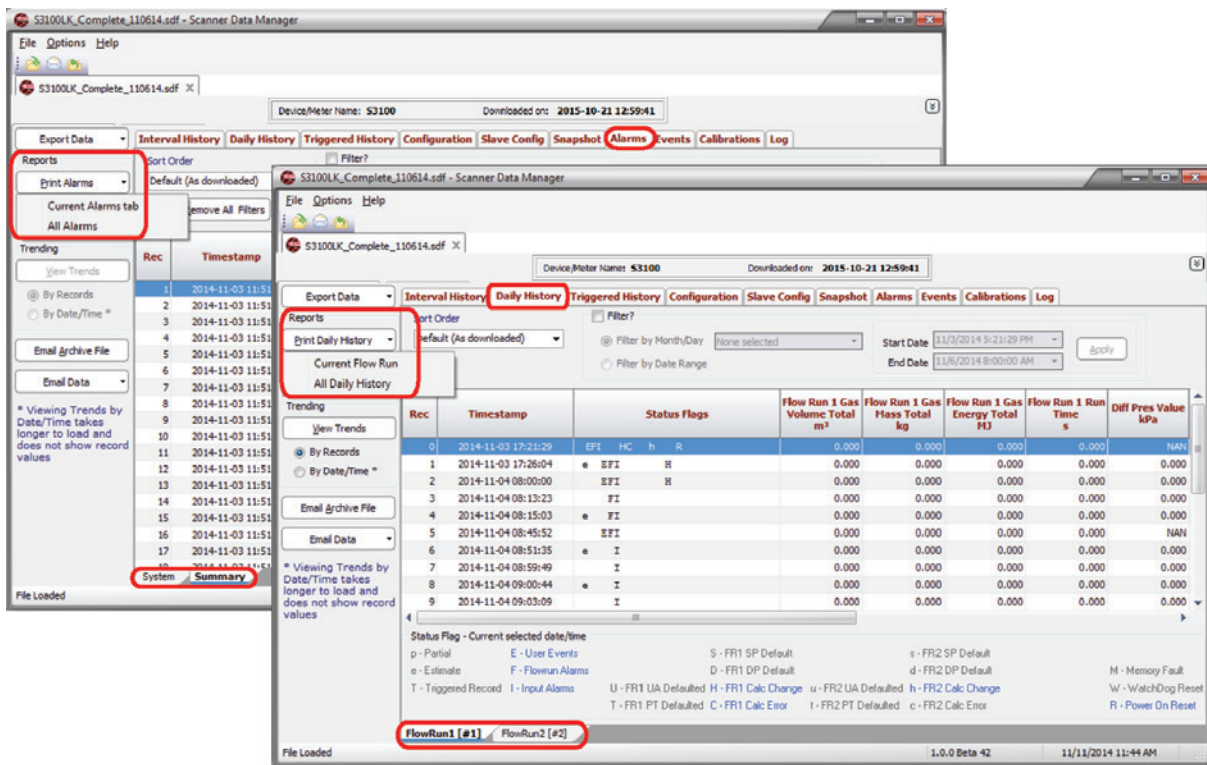 S3100LK_Complete_110614.sdf - Scanner Data Manager
File Options Help
S3100LK_Complete_110614.sdf X
Device/Meter Name: S3100 Downloaded on: 2015-10-21 12:59:41
Export Data Interval History Daily History Triggered History Configuration Slave Config Snapshot Alarms Events Calibrations Log
Reports Sort Order Filter?
Print Alarms Default (As downloaded)
Current Alarms tab Remove All Filters
All Alarms
Trending
View Trends
By Records
By Date/Time *
Email Archive File
Email Data
* Viewing Trends by
Date/Time takes
longer to load and
does not show record
values
Rec Timestamp
1 2014-11-03 11:51
2 2014-11-03 11:51
3 2014-11-03 11:51
4 2014-11-03 11:51
5 2014-11-03 11:51
6 2014-11-03 11:51
7 2014-11-03 11:51
8 2014-11-03 11:51
9 2014-11-03 11:51
10 2014-11-03 11:51
11 2014-11-03 11:51
12 2014-11-03 11:51
13 2014-11-03 11:51
14 2014-11-03 11:51
15 2014-11-03 11:51
16 2014-11-03 11:51
17 2014-11-03 11:51
System Summary
File Loaded
S3100LK_Complete_110614.sdf - Scanner Data Manager
File Options Help
S3100LK_Complete_110614.sdf X
Device/Meter Name: S3100 Downloaded on: 2015-10-21 12:59:41
Export Data Interval History Daily History Triggered History Configuration Slave Config Snapshot Alarms Events Calibrations Log
Reports Sort Order Filter?
Print Daily History Default (As downloaded) Filter by Month/Day None selected Start Date 11/3/2014 5:21:29 PM Apply
Current Flow Run Filter by Date Range End Date 11/6/2014 8:00:00 AM
All Daily History
Trending
View Trends
By Records
By Date/Time *
Email Archive File
Email Data
* Viewing Trends by
Date/Time takes
longer to load and
does not show record
values
Rec Timestamp Status Flags Flow Run 1 Gas Volume Total m³ Flow Run 1 Gas Mass Total kg Flow Run 1 Gas Energy Total MJ Flow Run 1 Run Time s Diff Pres Value kPa
0 2014-11-03 17:21:29 EFI HC h R 0.000 0.000 0.000 0.000 NAN
1 2014-11-03 17:26:04 e EFI H 0.000 0.000 0.000 0.000 0.000
2 2014-11-04 08:00:00 EFI H 0.000 0.000 0.000 0.000 0.000
3 2014-11-04 08:13:23 FI 0.000 0.000 0.000 0.000 0.000
4 2014-11-04 08:15:03 e FI 0.000 0.000 0.000 0.000 0.000
5 2014-11-04 08:45:52 EFI 0.000 0.000 0.000 0.000 NAN
6 2014-11-04 08:51:35 e I 0.000 0.000 0.000 0.000 0.000
7 2014-11-04 08:59:49 I 0.000 0.000 0.000 0.000 0.000
8 2014-11-04 09:00:44 e I 0.000 0.000 0.000 0.000 0.000
9 2014-11-04 09:03:09 I 0.000 0.000 0.000 0.000 0.000
Status Flag - Current selected date/time
p - Partial E - User Events S - FR1 SP Default s - FR2 SP Default
e - Estimate F - Flowrun Alarms D - FR1 DP Default d - FR2 DP Default M - Memory Fault
T - Triggered Record I - Input Alarms U - FR1 UA Defaulted H - FR1 Calc Change u - FR2 UA Defaulted h - FR2 Calc Change W - WatchDog Reset
T - FR1 PT Defaulted C - FR1 Calc Error t - FR2 PT Defaulted c - FR2 Calc Error R - Power On Reset
FlowRun1 [#1] FlowRun2 [#2]
File Loaded 1.0.0 Beta 42 11/11/2014 11:44 AM